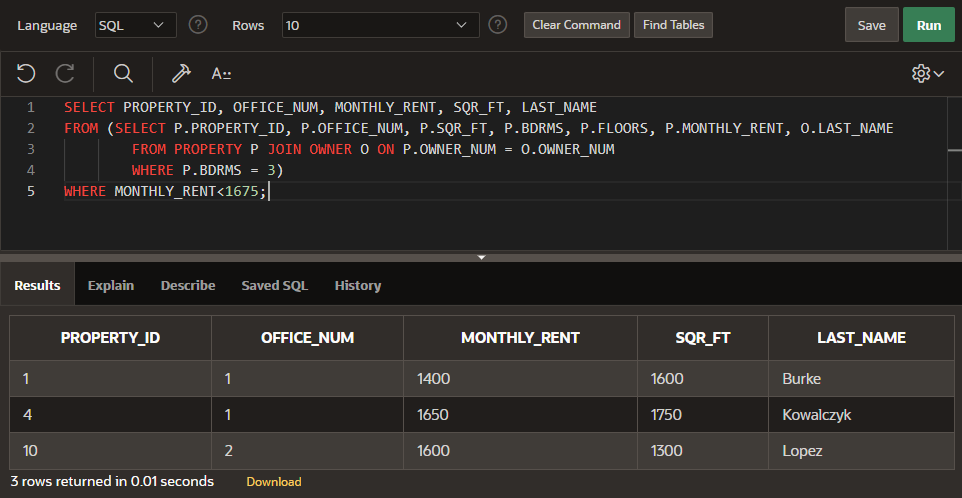 Language SQL ? Rows 10 ? Clear Command Find Tables Save Run
A
1 SELECT PROPERTY_ID, OFFICE_NUM, MONTHLY_RENT, SQR_FT, LAST_NAME
2 FROM (SELECT P.PROPERTY_ID, P.OFFICE_NUM, P.SQR_FT, P.BDRMS, P.FLOORS, P.MONTHLY_RENT, O.LAST_NAME
3 FROM PROPERTY P JOIN OWNER O ON P.OWNER_NUM = O.OWNER_NUM
4 WHERE P.BDRMS = 3)
5 WHERE MONTHLY_RENT<1675;
Results Explain Describe Saved SQL History
PROPERTY_ID OFFICE_NUM MONTHLY_RENT SQR_FT LAST_NAME
1 1 1400 1600 Burke
4 1 1650 1750 Kowalczyk
10 2 1600 1300 Lopez
3 rows returned in 0.01 seconds Download